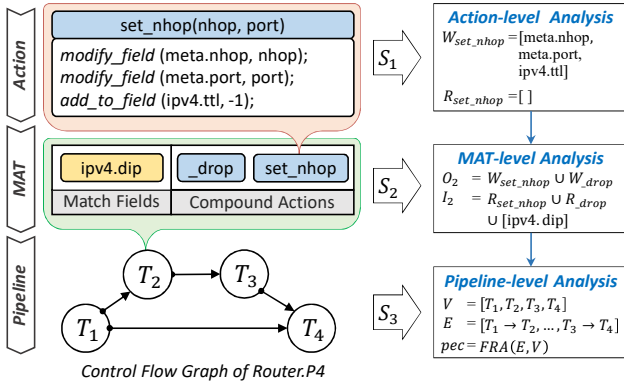 Action
set_nhop(nhop, port)
modify_field (meta.nhop, nhop);
modify_field (meta.port, port);
add_to_field (ipv4.ttl, -1);
S1
Action-level Analysis
Wset_nhop =[meta.nhop,
meta.port,
ipv4.ttl]
Rset_nhop =[ ]
MAT
ipv4.dip
_drop
set_nhop
Match Fields
Compound Actions
S2
MAT-level Analysis
O2 = Wset_nhop ∪ W_drop
I2 = Rset_nhop ∪ R_drop
∪ [ipv4.dip]
Pipeline
T1
T2
T3
T4
Control Flow Graph of Router.P4
S3
Pipeline-level Analysis
V = [T1, T2, T3, T4]
E = [T1 → T2, ..., T3 → T4]
pec = FRA(E, V)